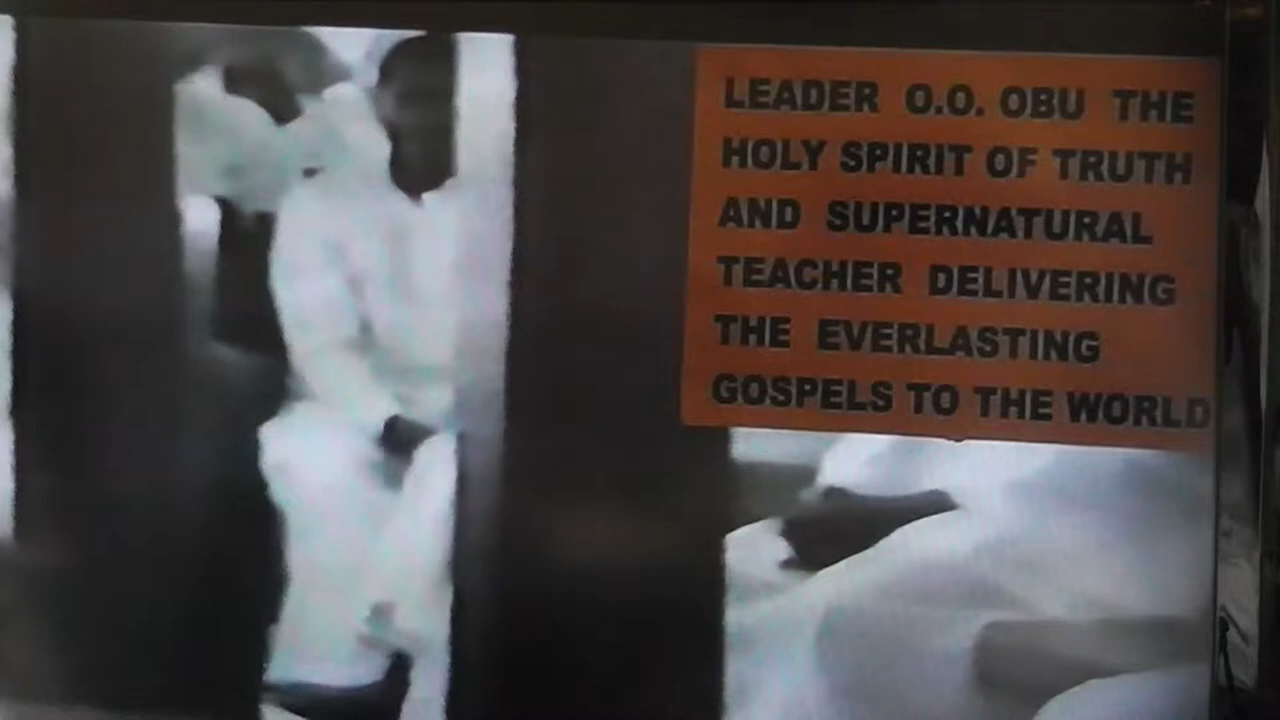 LEADER O.O. OBU THE
HOLY SPIRIT OF TRUTH
AND SUPERNATURAL
TEACHER DELIVERING
THE EVERLASTING
GOSPELS TO THE WORLD